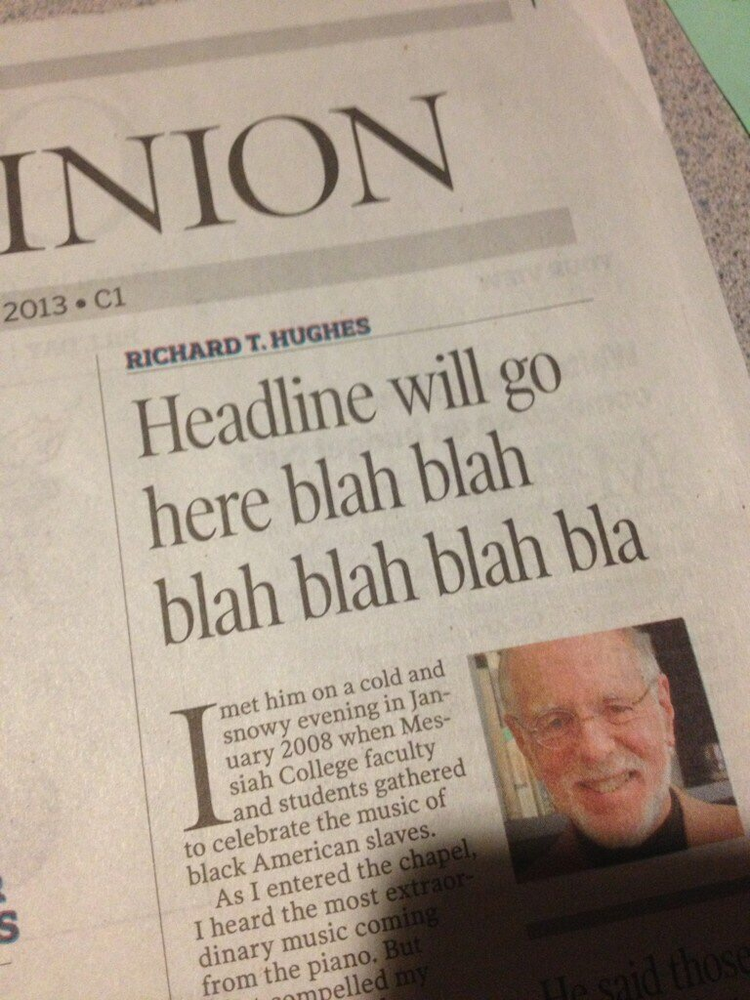 INION
2013 • C1
RICHARD T. HUGHES
Headline will go
here blah blah
blah blah blah bla
I met him on a cold and
snowy evening in Jan-
uary 2008 when Mes-
siah College faculty
and students gathered
to celebrate the music of
black American slaves.
As I entered the chapel,
I heard the most extraor-
dinary music coming
from the piano. But
compelled my
He said those
S